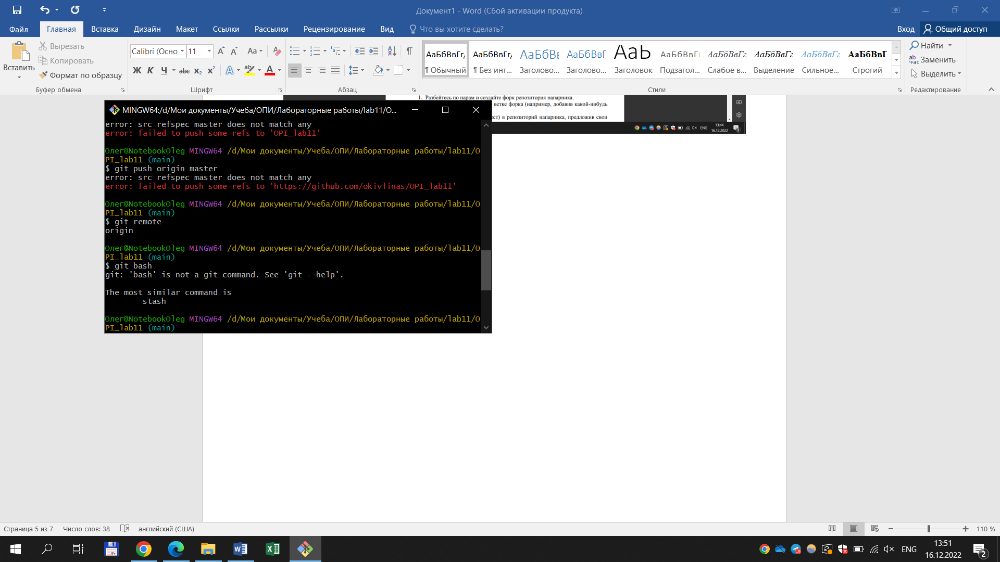 Документ1 - Word (Сбой активации продукта)
Файл Главная Вставка Дизайн Макет Ссылки Рассылки Рецензирование Вид Что вы хотите сделать? Вход Общий доступ
Вставить
Вырезать
Копировать
Формат по образцу
Буфер обмена
Calibri (Осно 11
Ж К Ч abc x₂ x²
Шрифт
Абзац
АаБбВвГг, АаБбВвГг, АаБбВв АаБбВвГ АаЬ АаБбВвГг АаБбВвГг АаБбВвГг АаБбВвГг АаБбВвГ
¶ Обычный ¶ Без инт... Заголово... Заголово... Заголовок Подзагол... Слабое в... Выделение Сильное... Строгий
Стили
Найти
Заменить
Выделить
Редактирование
1. Разбейтесь по парам и создайте форк репозитория напарника.
ветке форка (например, добавив какой-нибудь
ест) в репозиторий напарника, предложив свои
ENG 13:44
16.12.2022
MINGW64:/d/Мои документы/Учеба/ОПИ/Лабораторные работы/lab11/O...
error: src refspec master does not match any
error: failed to push some refs to 'OPI_lab11'
Олег@NotebookOleg MINGW64 /d/Мои документы/Учеба/ОПИ/Лабораторные работы/lab11/O
PI_lab11 (main)
$ git push origin master
error: src refspec master does not match any
error: failed to push some refs to 'https://github.com/okivlinas/OPI_lab11'
Олег@NotebookOleg MINGW64 /d/Мои документы/Учеба/ОПИ/Лабораторные работы/lab11/O
PI_lab11 (main)
$ git remote
origin
Олег@NotebookOleg MINGW64 /d/Мои документы/Учеба/ОПИ/Лабораторные работы/lab11/O
PI_lab11 (main)
$ git bash
git: 'bash' is not a git command. See 'git --help'.
The most similar command is
stash
Олег@NotebookOleg MINGW64 /d/Мои документы/Учеба/ОПИ/Лабораторные работы/lab11/O
PI_lab11 (main)
Страница 5 из 7 Число слов: 38 английский (США) 110 %
ENG 13:51
16.12.2022
2